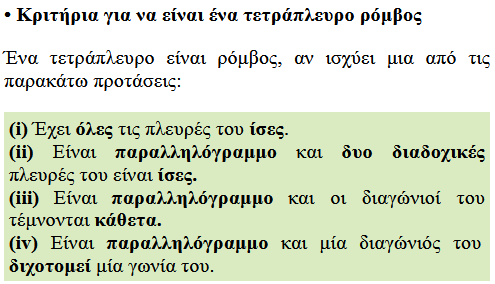 • Κριτήρια για να είναι ένα τετράπλευρο ρόμβος
Ένα τετράπλευρο είναι ρόμβος, αν ισχύει μια από τις
παρακάτω προτάσεις:
(i) Έχει όλες τις πλευρές του ίσες.
(ii) Είναι παραλληλόγραμμο και δυο διαδοχικές
πλευρές του είναι ίσες.
(iii) Είναι παραλληλόγραμμο και οι διαγώνιοί του
τέμνονται κάθετα.
(iv) Είναι παραλληλόγραμμο και μία διαγώνιός του
διχοτομεί μία γωνία του.